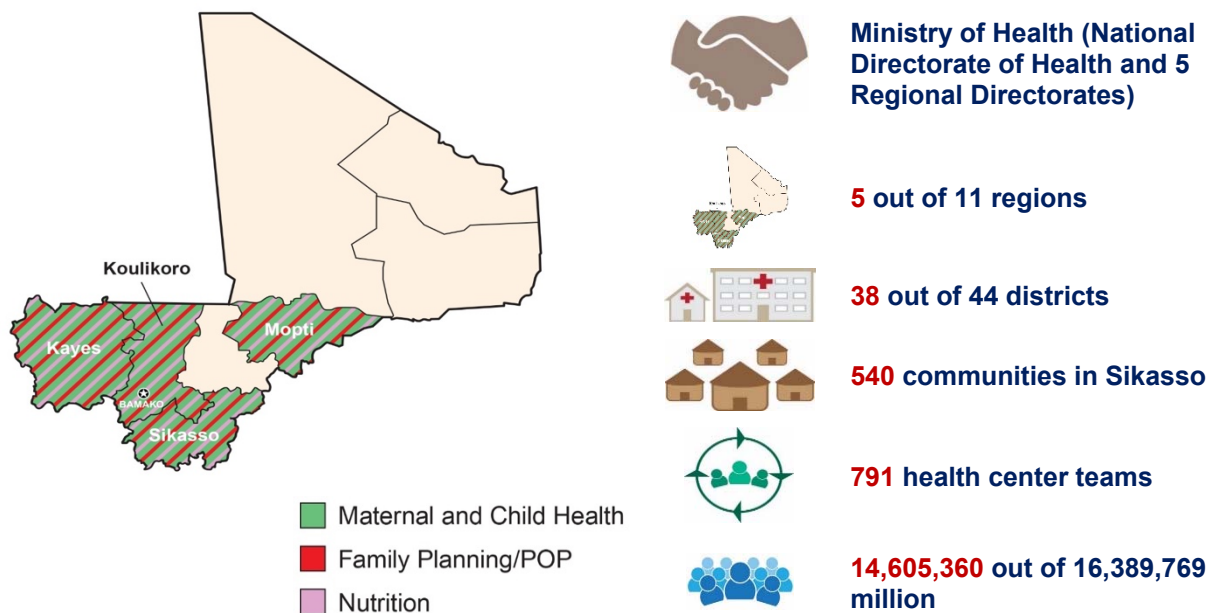 Koulikoro
Kayes
Mopti
BAMAKO
Sikasso
Maternal and Child Health
Family Planning/POP
Nutrition
Ministry of Health (National
Directorate of Health and 5
Regional Directorates)
5 out of 11 regions
38 out of 44 districts
540 communities in Sikasso
791 health center teams
14,605,360 out of 16,389,769
million